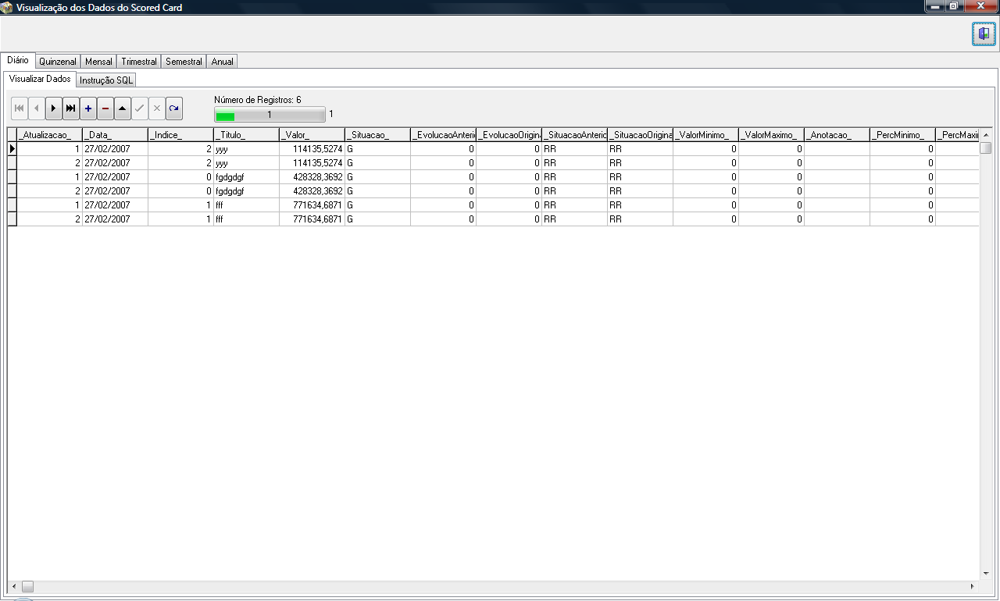 Visualização dos Dados do Scored Card
Diário Quinzenal Mensal Trimestral Semestral Anual
Visualizar Dados Instrução SQL
Número de Registros: 6
1 1
_Atualizacao_ _Data_ _Indice_ _Titulo_ _Valor_ _Situacao_ _EvolucaoAnteric _EvolucaoOrigina _SituacaoAnteric _SituacaoOrigina _ValorMinimo_ _ValorMaximo_ _Anotacao_ _PercMinimo_ _PercMaxi
1 27/02/2007 2 yyy 114135,5274 G 0 0 RR RR 0 0 0
2 27/02/2007 2 yyy 114135,5274 G 0 0 RR RR 0 0 0
1 27/02/2007 0 fgdgdgf 428328,3692 G 0 0 RR RR 0 0 0
2 27/02/2007 0 fgdgdgf 428328,3692 G 0 0 RR RR 0 0 0
1 27/02/2007 1 fff 771634,6871 G 0 0 RR RR 0 0 0
2 27/02/2007 1 fff 771634,6871 G 0 0 RR RR 0 0 0